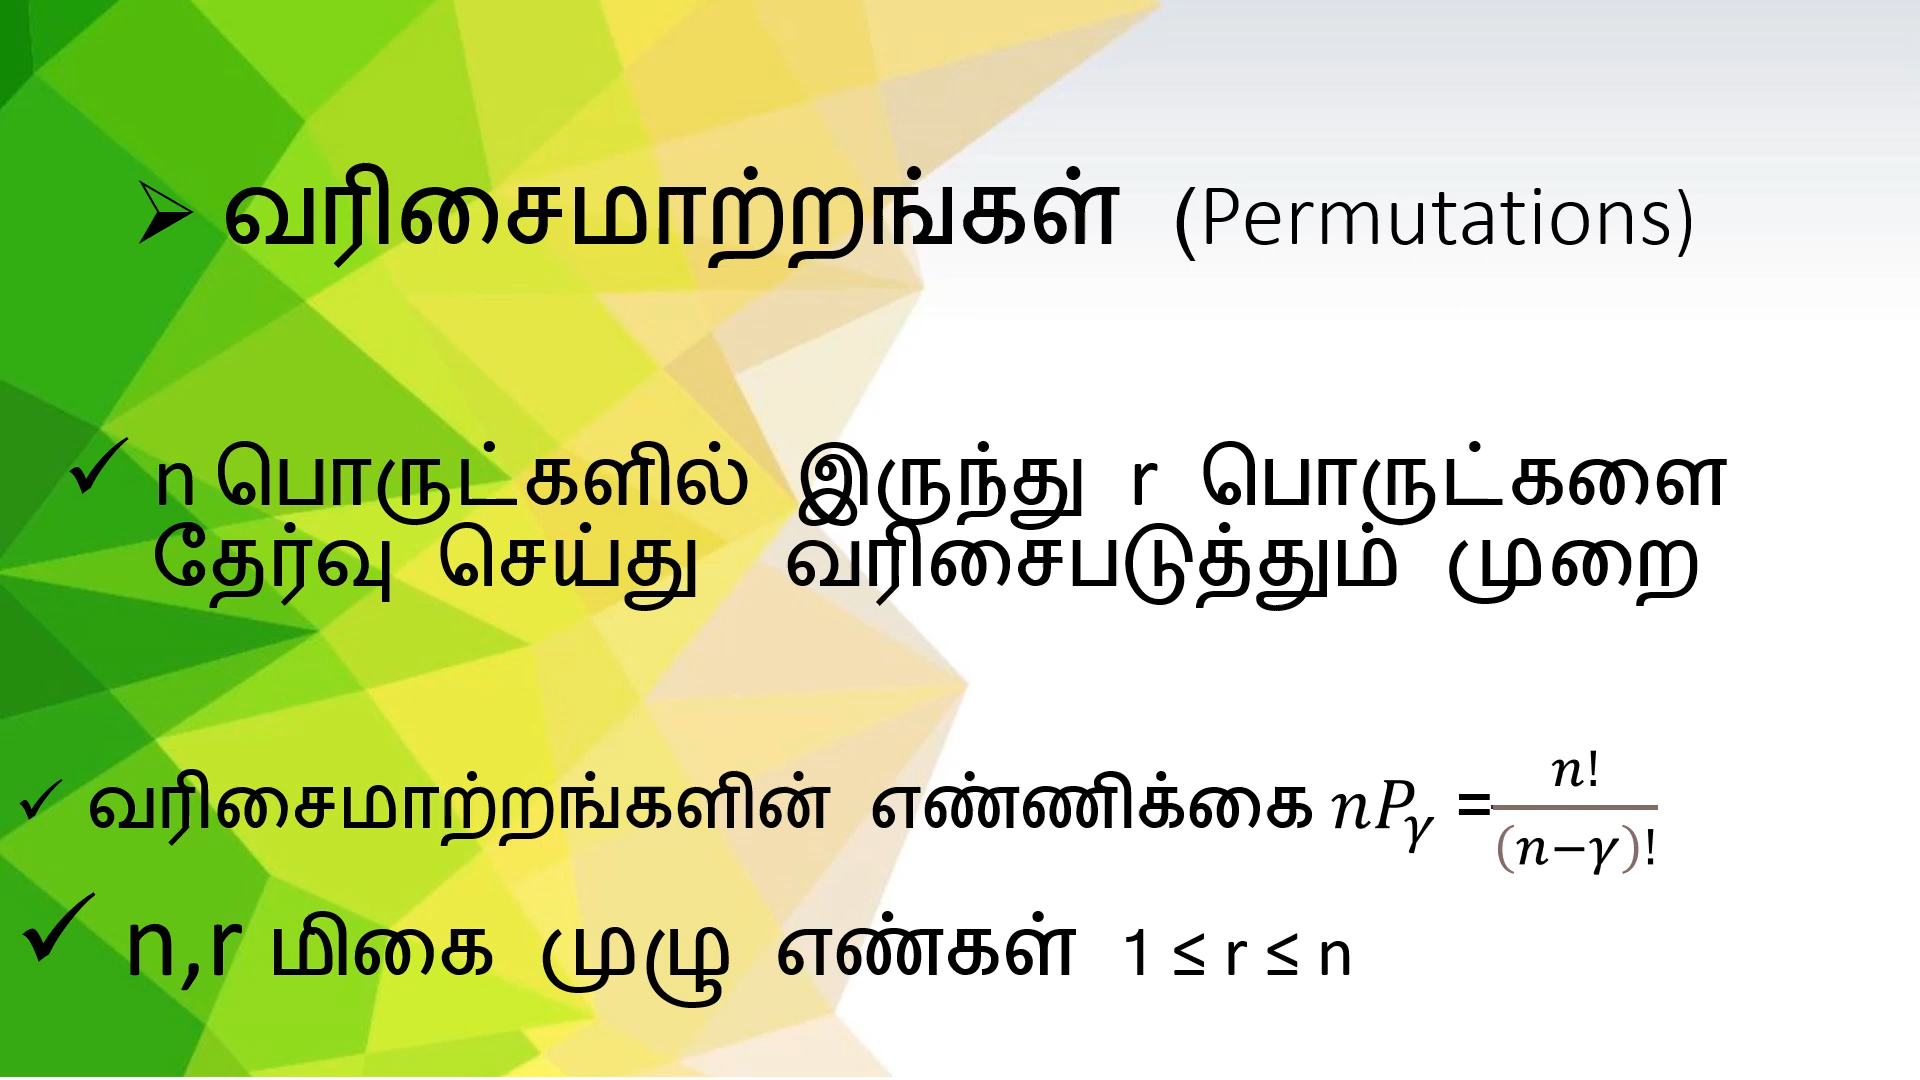 ➢ வரிசைமாற்றங்கள் (Permutations)
✓ n பொருட்களில் இருந்து r பொருட்களை
தேர்வு செய்து வரிசைபடுத்தும் முறை
✓ வரிசைமாற்றங்களின் எண்ணிக்கை nPᵧ = n!/(n−γ)!
✓ n,r மிகை முழு எண்கள் 1 ≤ r ≤ n